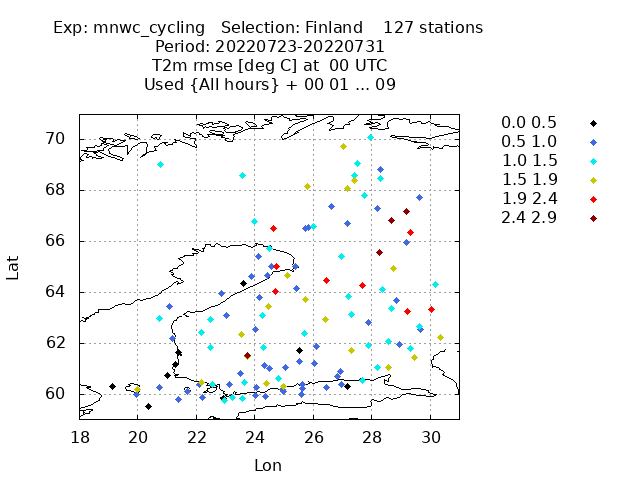 Exp: mnwc_cycling   Selection: Finland    127 stations
Period: 20220723-20220731
T2m rmse [deg C] at  00 UTC
Used {All hours} + 00 01 ... 09
0.0 0.5
0.5 1.0
1.0 1.5
1.5 1.9
1.9 2.4
2.4 2.9
70
68
66
64
62
60
Lat
18 20 22 24 26 28 30
Lon